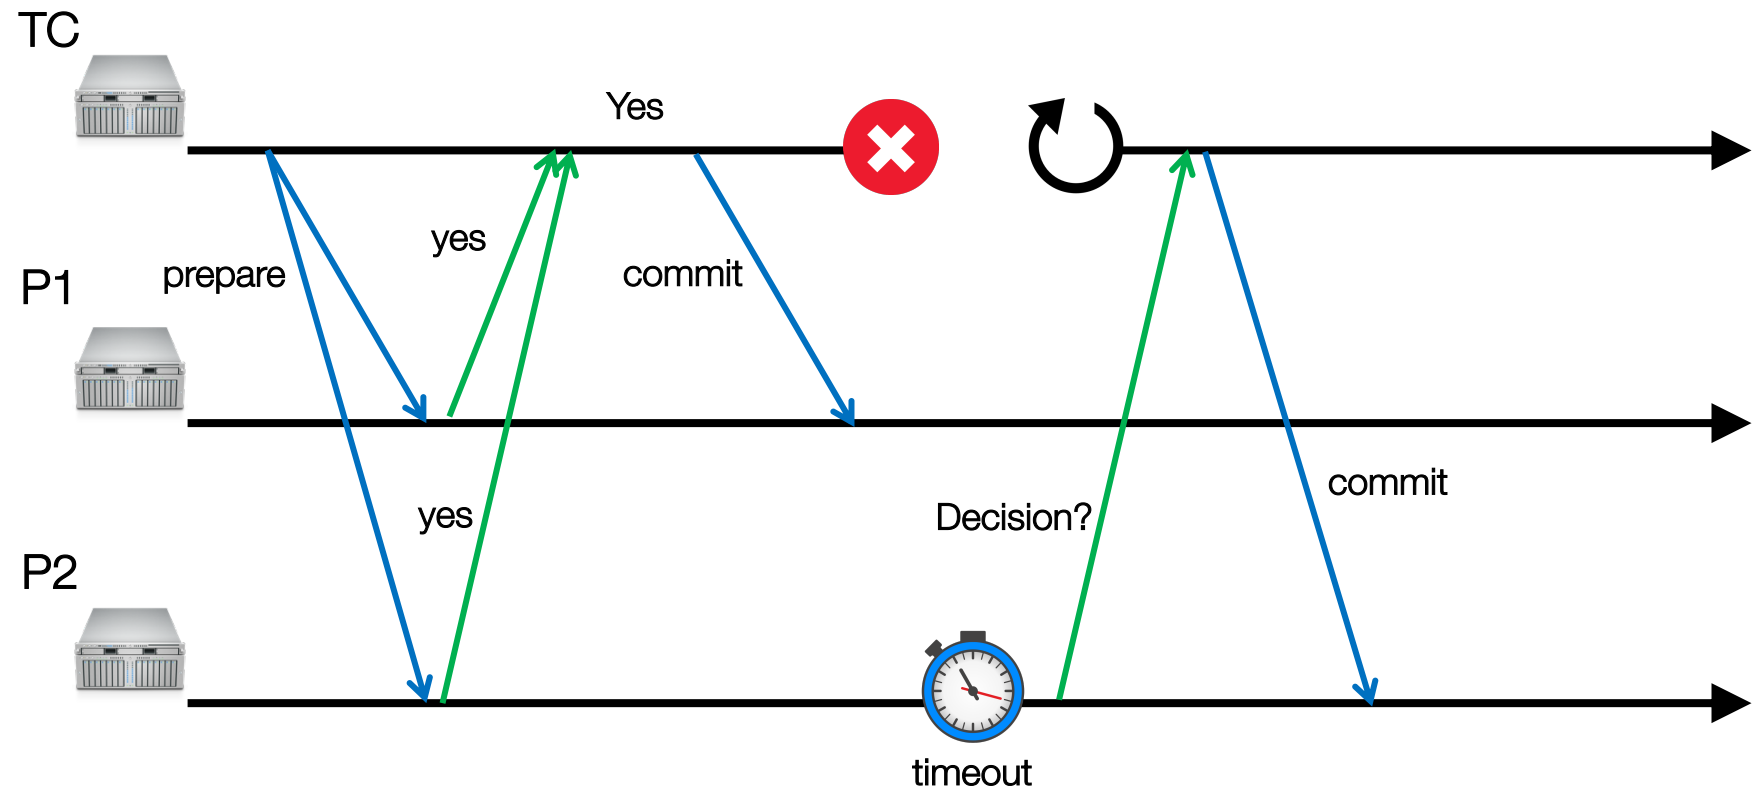 TC
Yes
yes
commit
prepare
P1
yes
Decision?
commit
P2
timeout